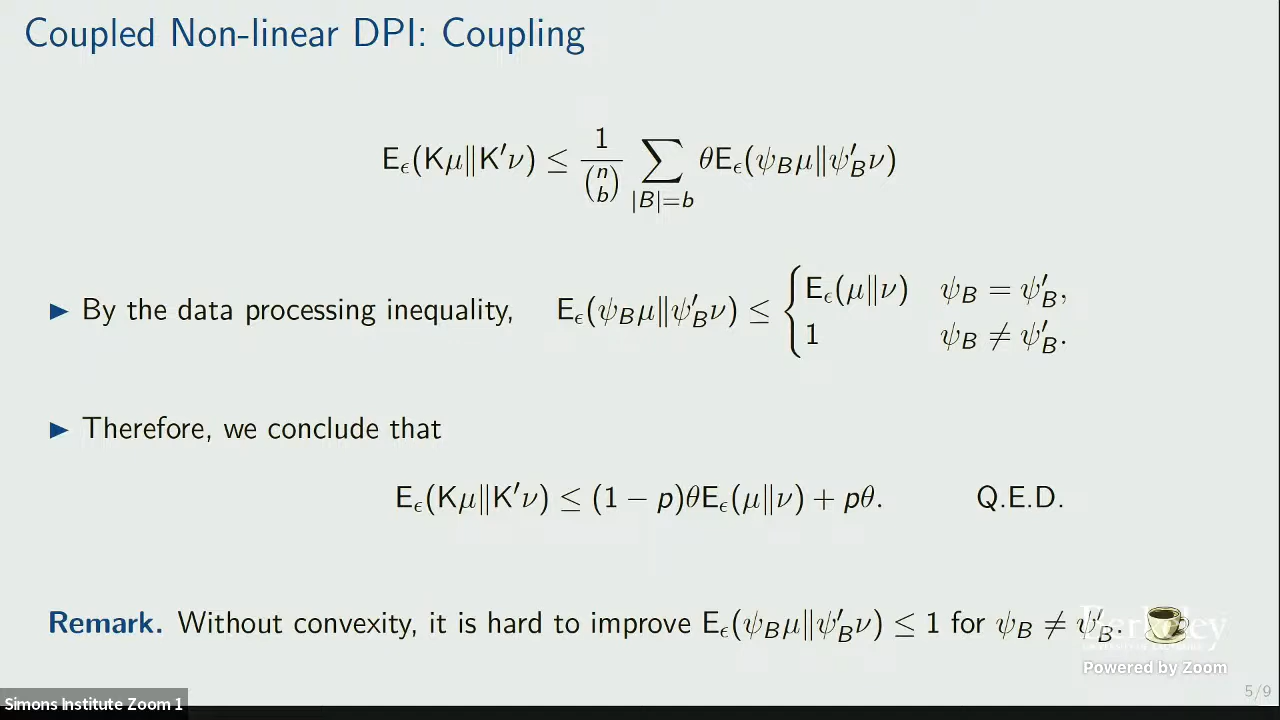 Coupled Non-linear DPI: Coupling
E_ϵ(Kμ‖K′ν) ≤ 1/(n b) ∑_{|B|=b} θE_ϵ(ψ_Bμ‖ψ′_Bν)
▶ By the data processing inequality, E_ϵ(ψ_Bμ‖ψ′_Bν) ≤ { E_ϵ(μ‖ν) ψ_B = ψ′_B,
1 ψ_B ≠ ψ′_B.
▶ Therefore, we conclude that
E_ϵ(Kμ‖K′ν) ≤ (1 − p)θE_ϵ(μ‖ν) + pθ. Q.E.D.
Remark. Without convexity, it is hard to improve E_ϵ(ψ_Bμ‖ψ′_Bν) ≤ 1 for ψ_B ≠ ψ′_B.
Berkeley
Powered by Zoom
5/9
Simons Institute Zoom 1